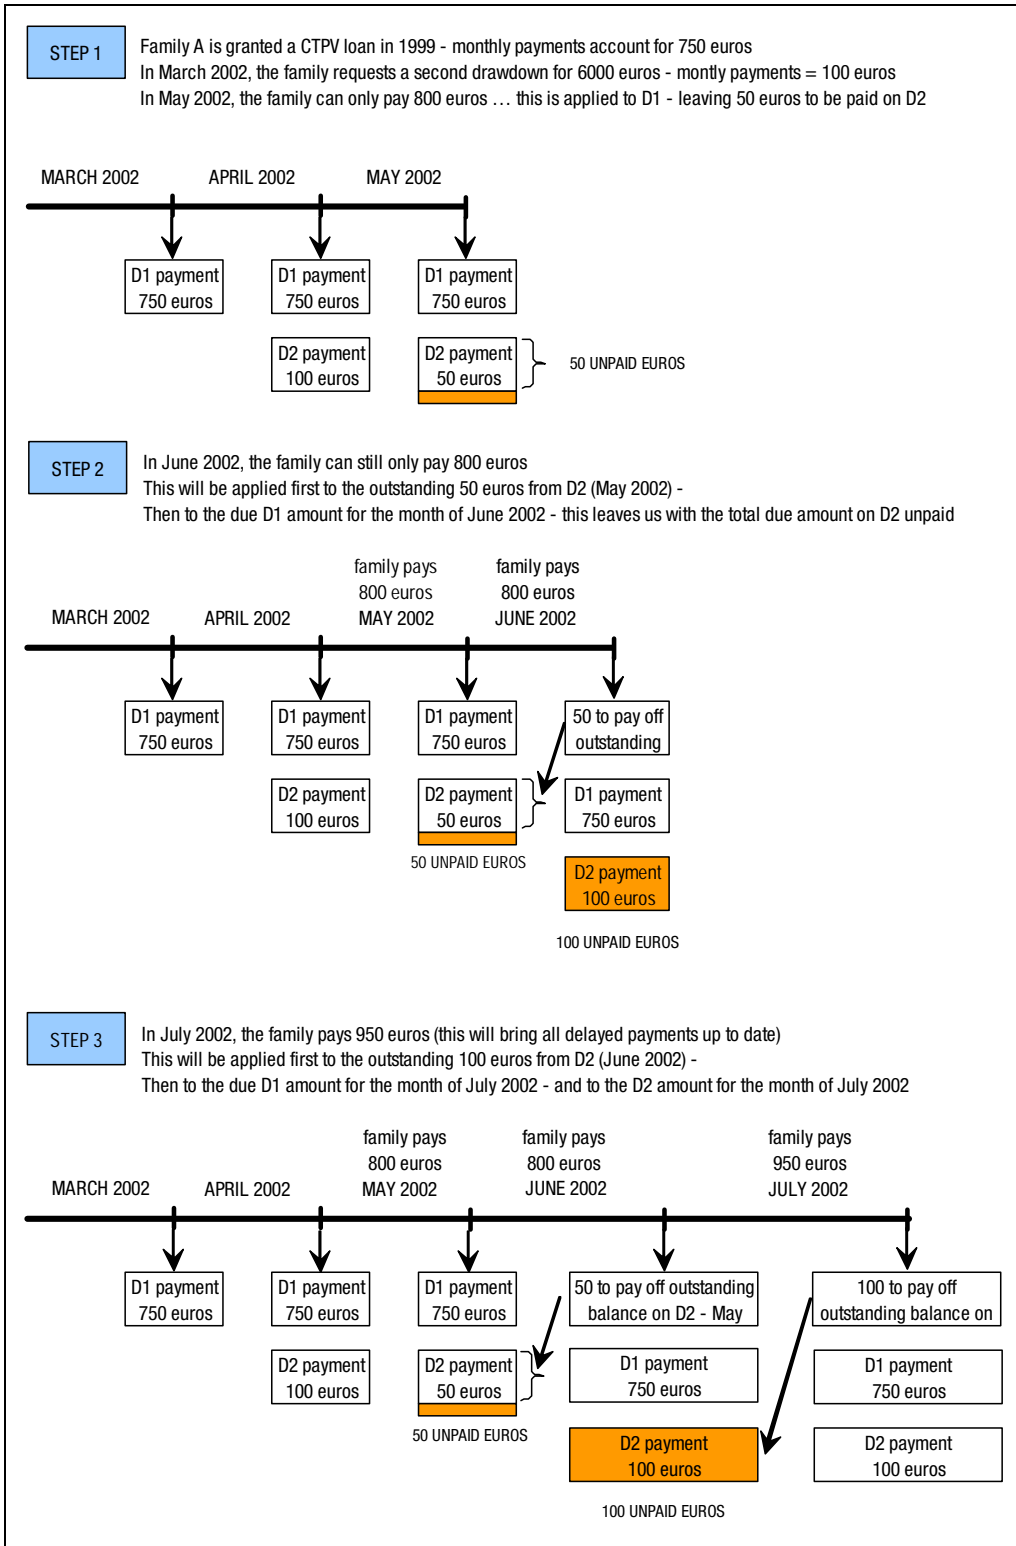 STEP 1
Family A is granted a CTPV loan in 1999 - monthly payments account for 750 euros
In March 2002, the family requests a second drawdown for 6000 euros - montly payments = 100 euros
In May 2002, the family can only pay 800 euros … this is applied to D1 - leaving 50 euros to be paid on D2
MARCH 2002
APRIL 2002
MAY 2002
D1 payment
750 euros
D1 payment
750 euros
D1 payment
750 euros
D2 payment
100 euros
D2 payment
50 euros
50 UNPAID EUROS
STEP 2
In June 2002, the family can still only pay 800 euros
This will be applied first to the outstanding 50 euros from D2 (May 2002) -
Then to the due D1 amount for the month of June 2002 - this leaves us with the total due amount on D2 unpaid
family pays
800 euros
family pays
800 euros
MARCH 2002
APRIL 2002
MAY 2002
JUNE 2002
D1 payment
750 euros
D1 payment
750 euros
D1 payment
750 euros
50 to pay off
outstanding
D2 payment
100 euros
D2 payment
50 euros
D1 payment
750 euros
50 UNPAID EUROS
D2 payment
100 euros
100 UNPAID EUROS
STEP 3
In July 2002, the family pays 950 euros (this will bring all delayed payments up to date)
This will be applied first to the outstanding 100 euros from D2 (June 2002) -
Then to the due D1 amount for the month of July 2002 - and to the D2 amount for the month of July 2002
family pays
800 euros
family pays
800 euros
family pays
950 euros
MARCH 2002
APRIL 2002
MAY 2002
JUNE 2002
JULY 2002
D1 payment
750 euros
D1 payment
750 euros
D1 payment
750 euros
50 to pay off outstanding
balance on D2 - May
100 to pay off
outstanding balance on
D2 payment
100 euros
D2 payment
50 euros
D1 payment
750 euros
D1 payment
750 euros
50 UNPAID EUROS
D2 payment
100 euros
D2 payment
100 euros
100 UNPAID EUROS